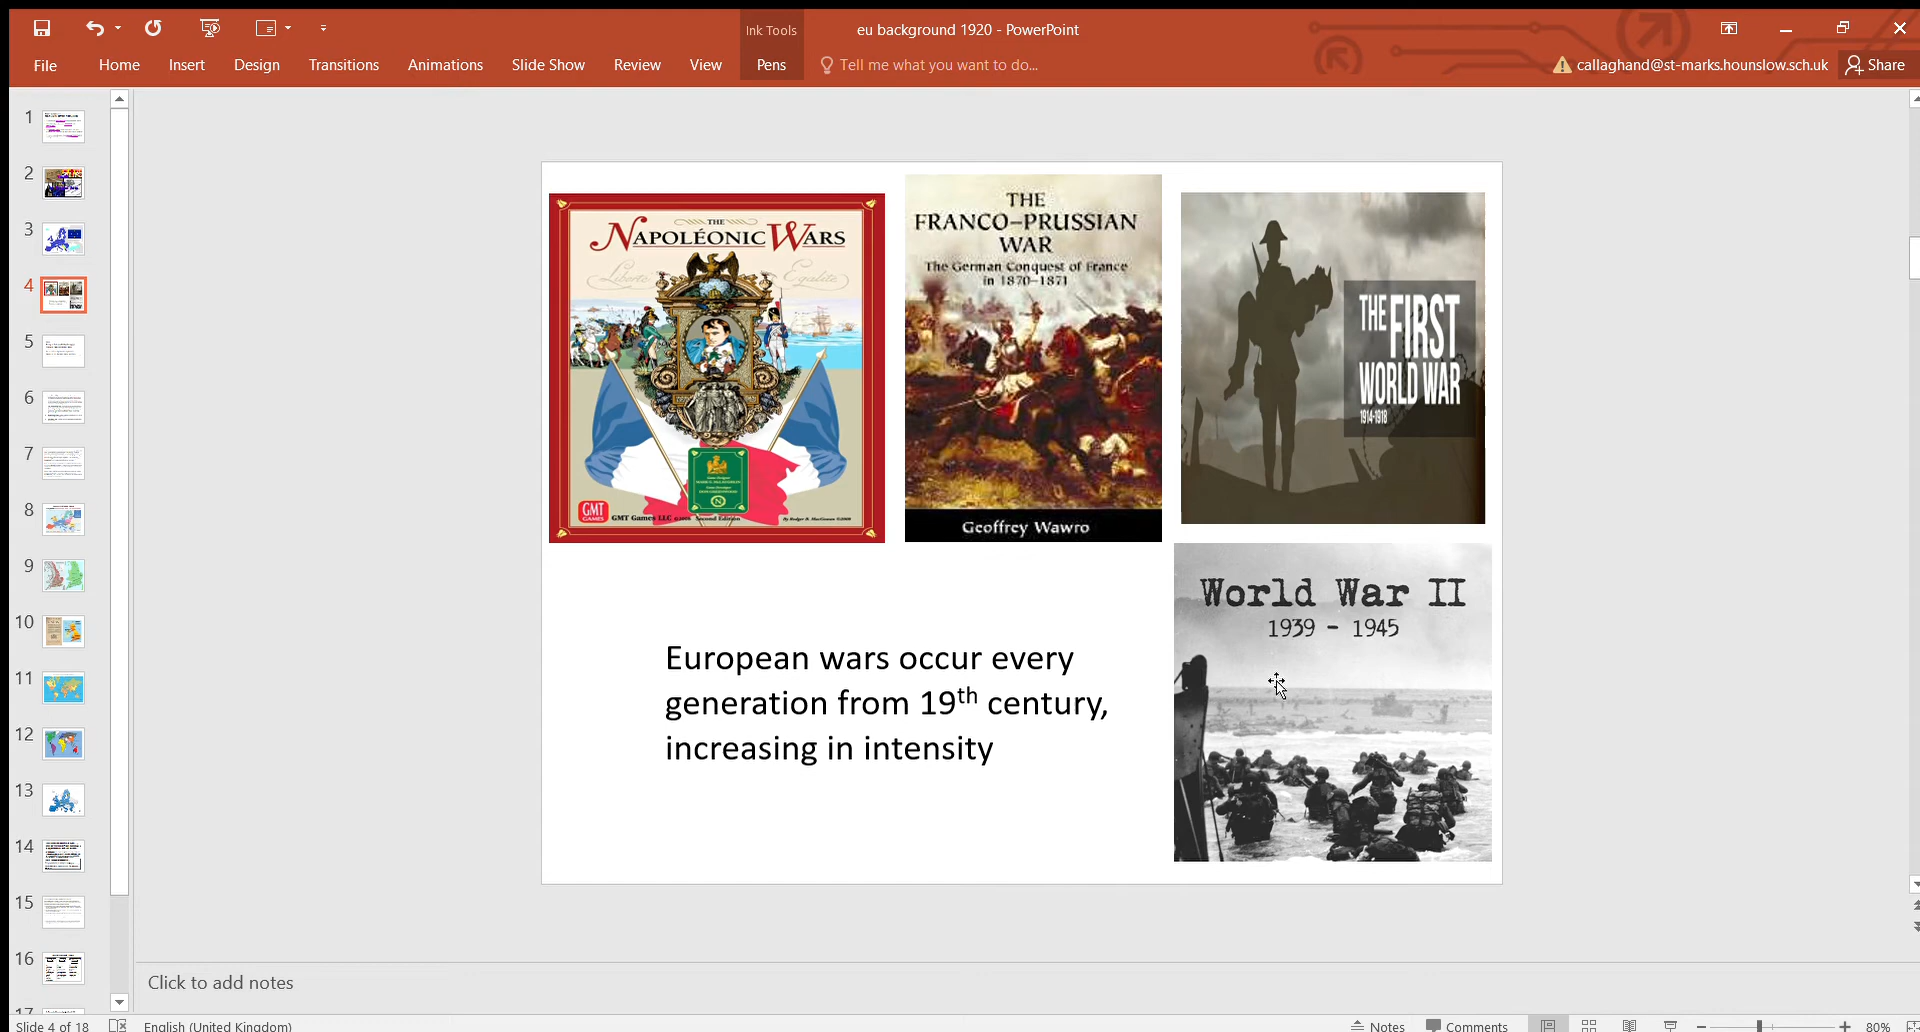 Ink Tools
eu background 1920 - PowerPoint
File Home Insert Design Transitions Animations Slide Show Review View Pens Tell me what you want to do... callaghand@st-marks.hounslow.sch.uk Share
1
2
3
4
5
6
7
8
9
10
11
12
13
14
15
16
17
THE
NAPOLÉONIC WARS
Liberté Egalité
GMT
GAMES
GMT Games LLC
Second Edition
THE
FRANCO-PRUSSIAN
WAR
The German Conquest of France
in 1870-1871
Geoffrey Wawro
THE FIRST
WORLD WAR
1914-1918
World War II
1939 - 1945
European wars occur every
generation from 19th century,
increasing in intensity
Click to add notes
Slide 4 of 18 English (United Kingdom) Notes Comments 80%